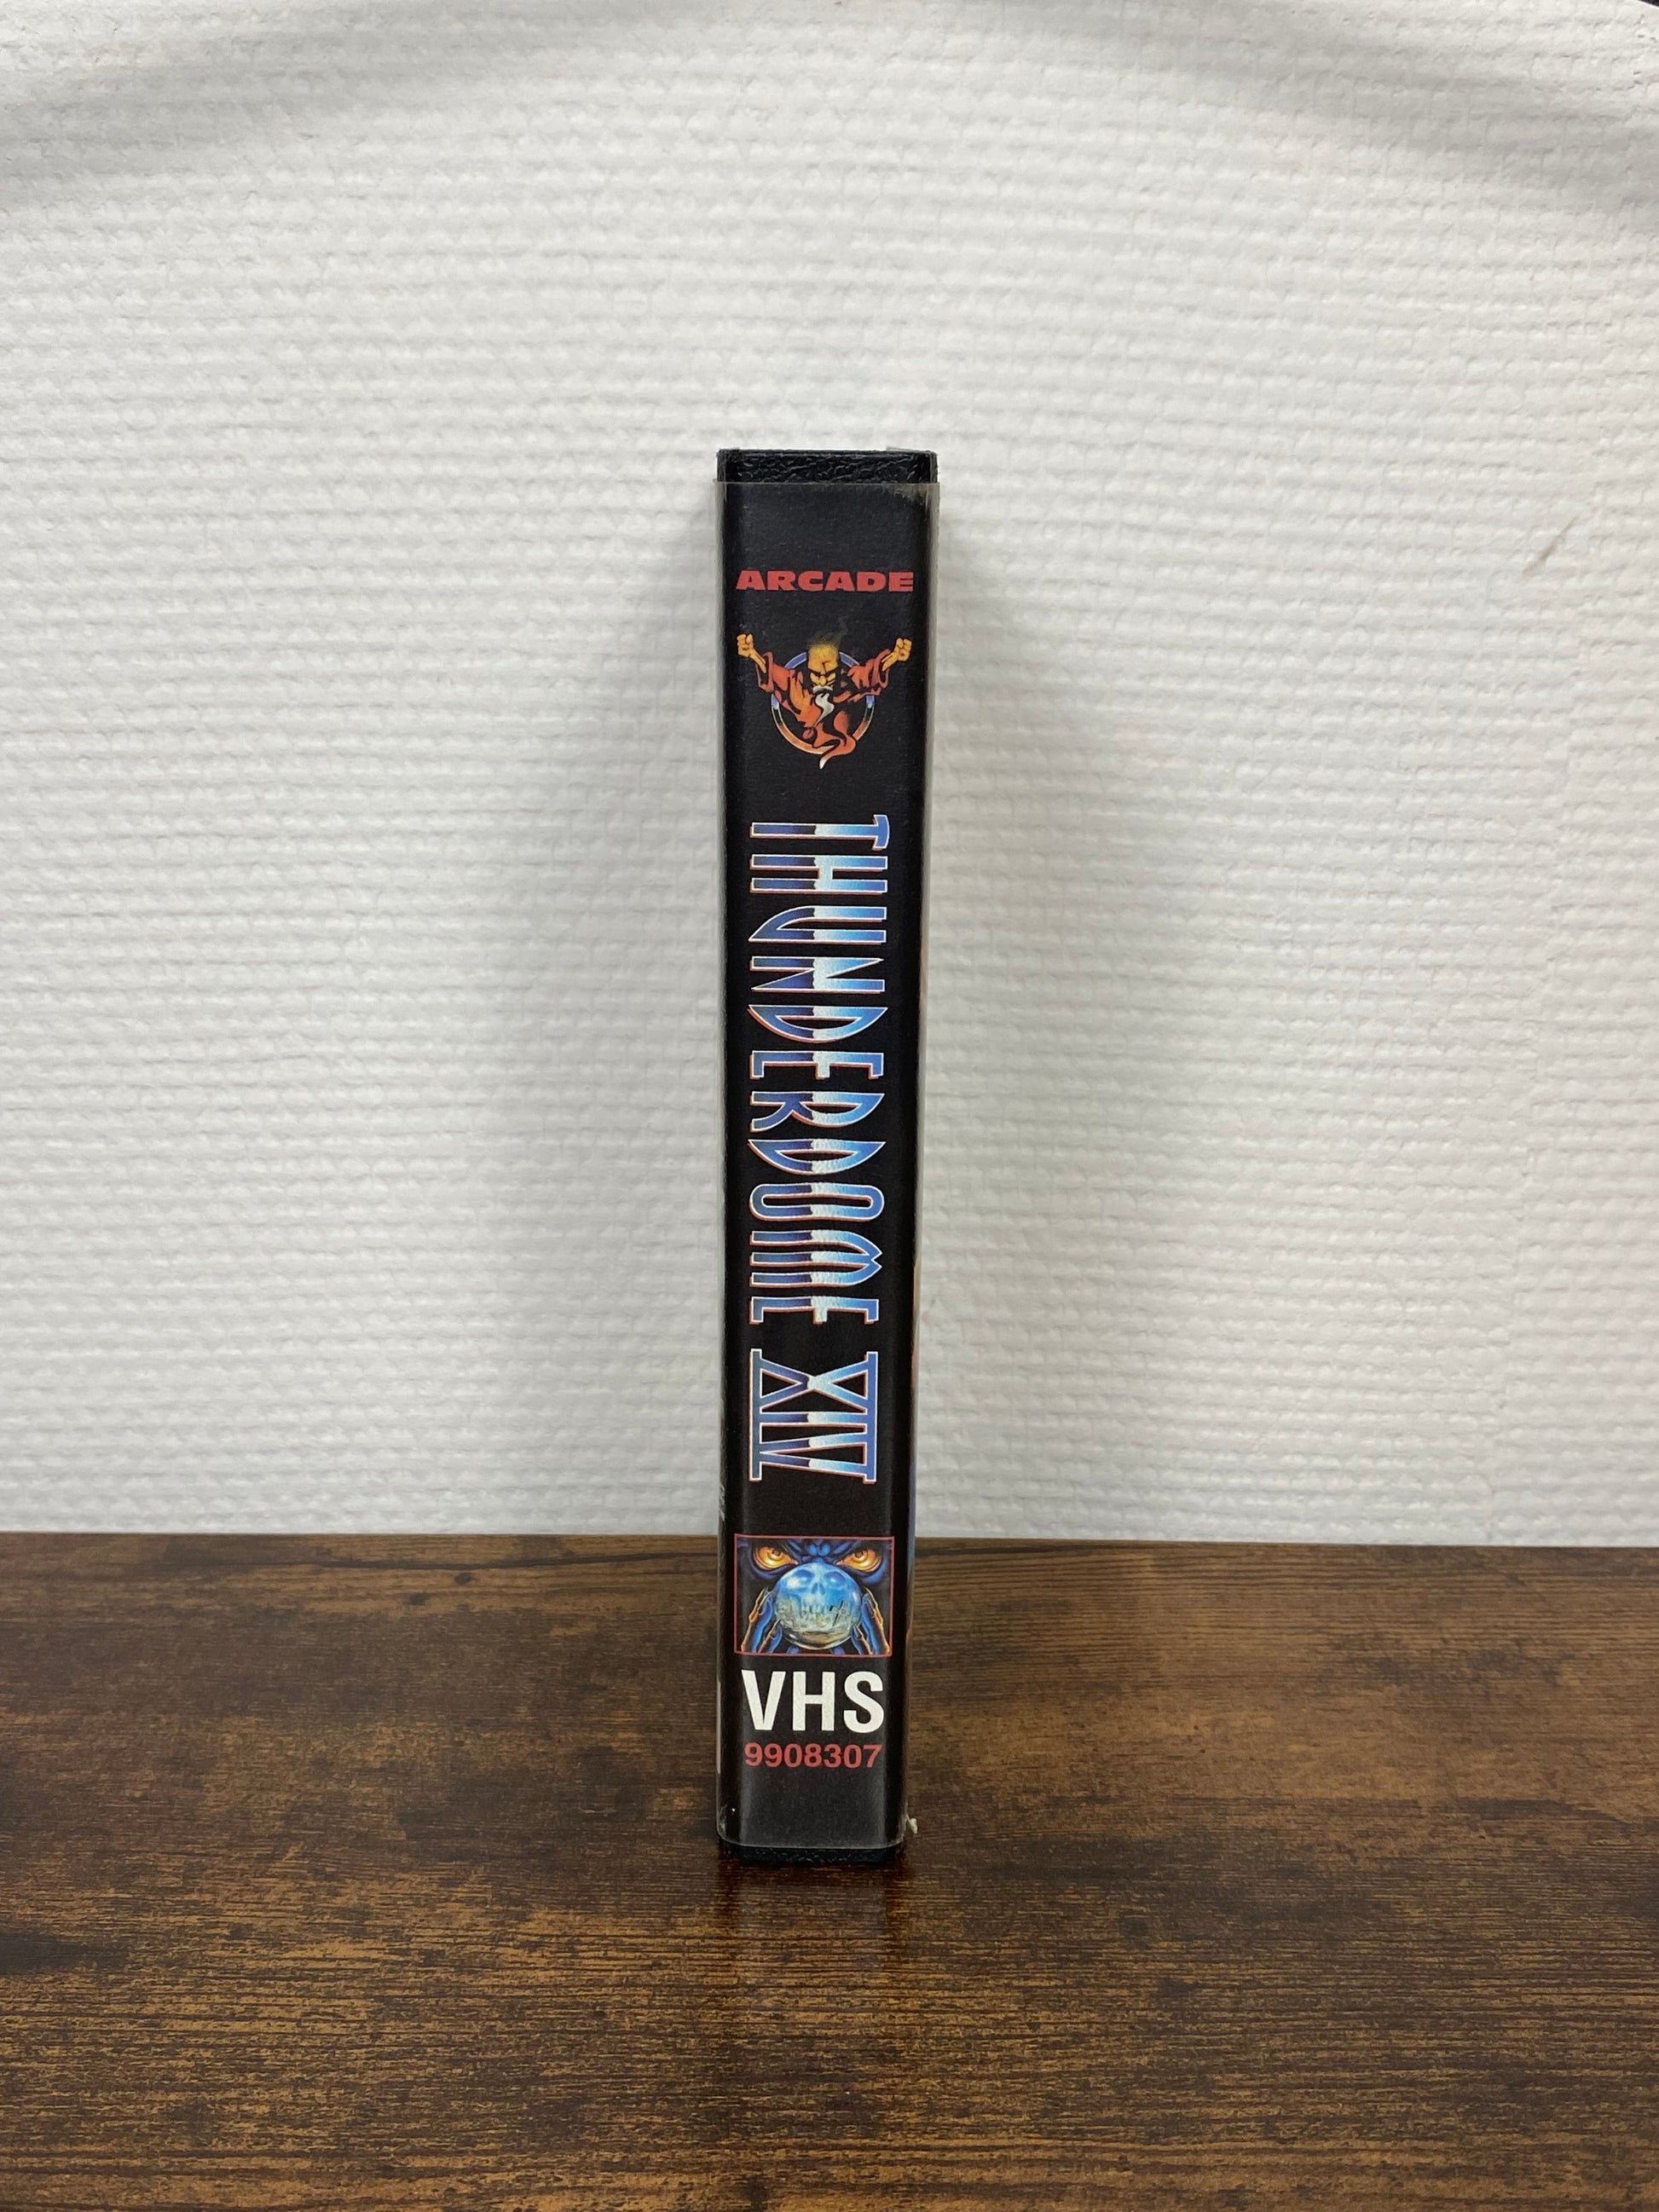 ARCADE
THUNDERDOME XIV
VHS
9908307